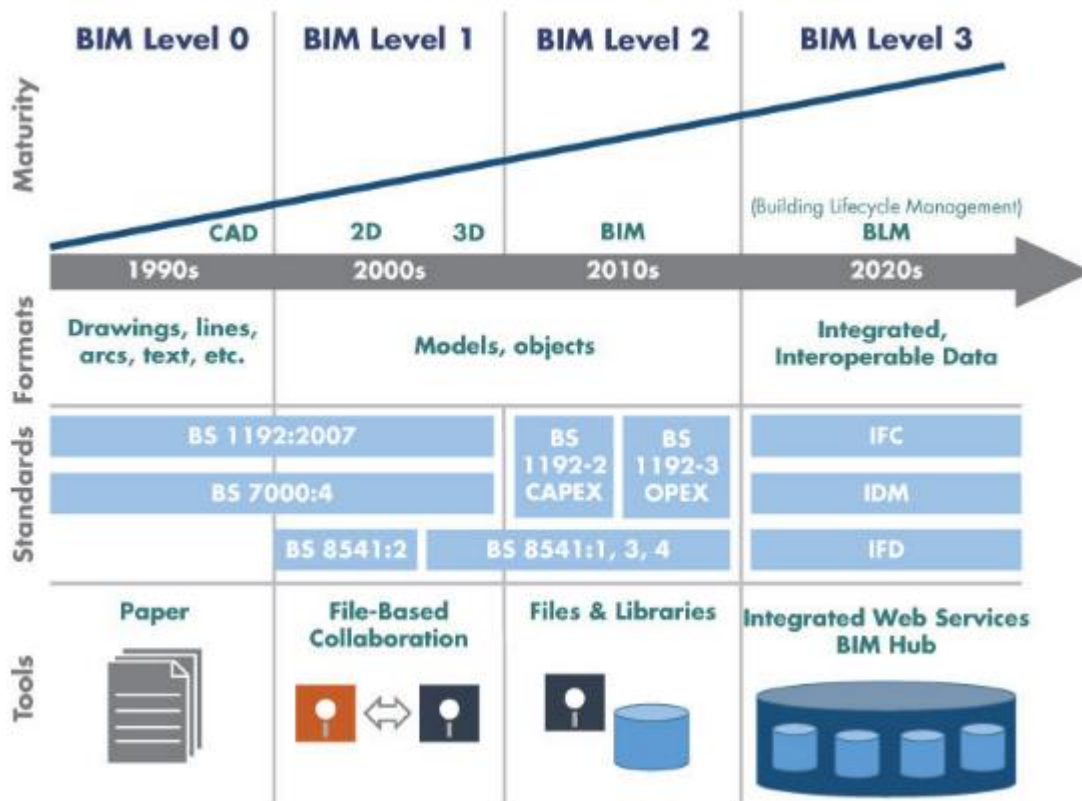 BIM Level 0
BIM Level 1
BIM Level 2
BIM Level 3
Maturity
(Building Lifecycle Management)
CAD
2D
3D
BIM
BLM
1990s
2000s
2010s
2020s
Formats
Drawings, lines,
arcs, text, etc.
Models, objects
Integrated,
Interoperable Data
Standards
BS 1192:2007
BS
1192-2
CAPEX
BS
1192-3
OPEX
IFC
BS 7000:4
IDM
BS 8541:2
BS 8541:1, 3, 4
IFD
Tools
Paper
File-Based
Collaboration
Files & Libraries
Integrated Web Services
BIM Hub